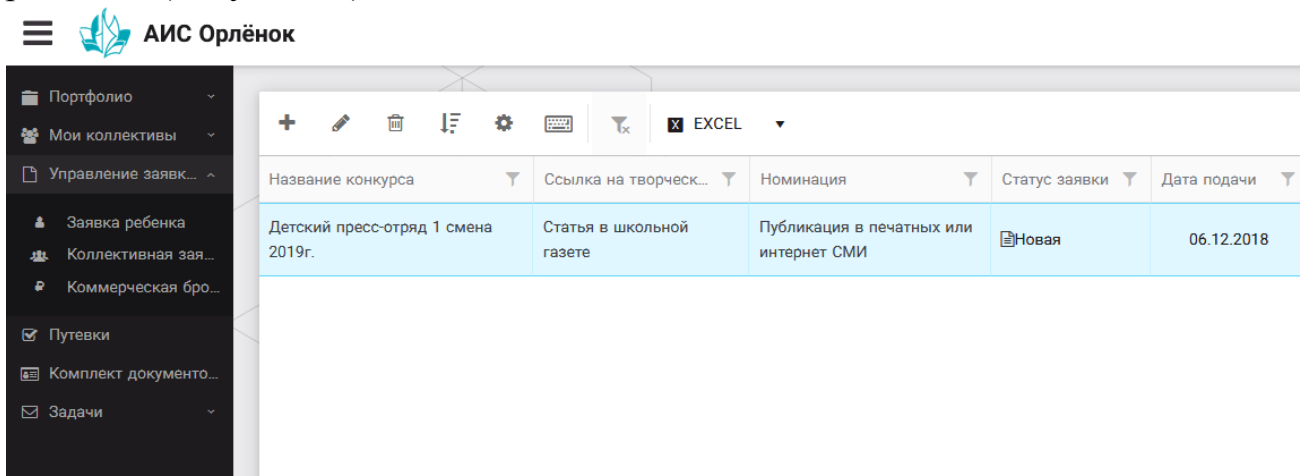 АИС Орлёнок
Портфолио
Мои коллективы
Управление заявк...
Заявка ребенка
Коллективная зая...
Коммерческая бро...
Путевки
Комплект документо...
Задачи
X EXCEL
Название конкурса
Ссылка на творческ...
Номинация
Статус заявки
Дата подачи
Детский пресс-отряд 1 смена
2019г.
Статья в школьной
газете
Публикация в печатных или
интернет СМИ
Новая
06.12.2018